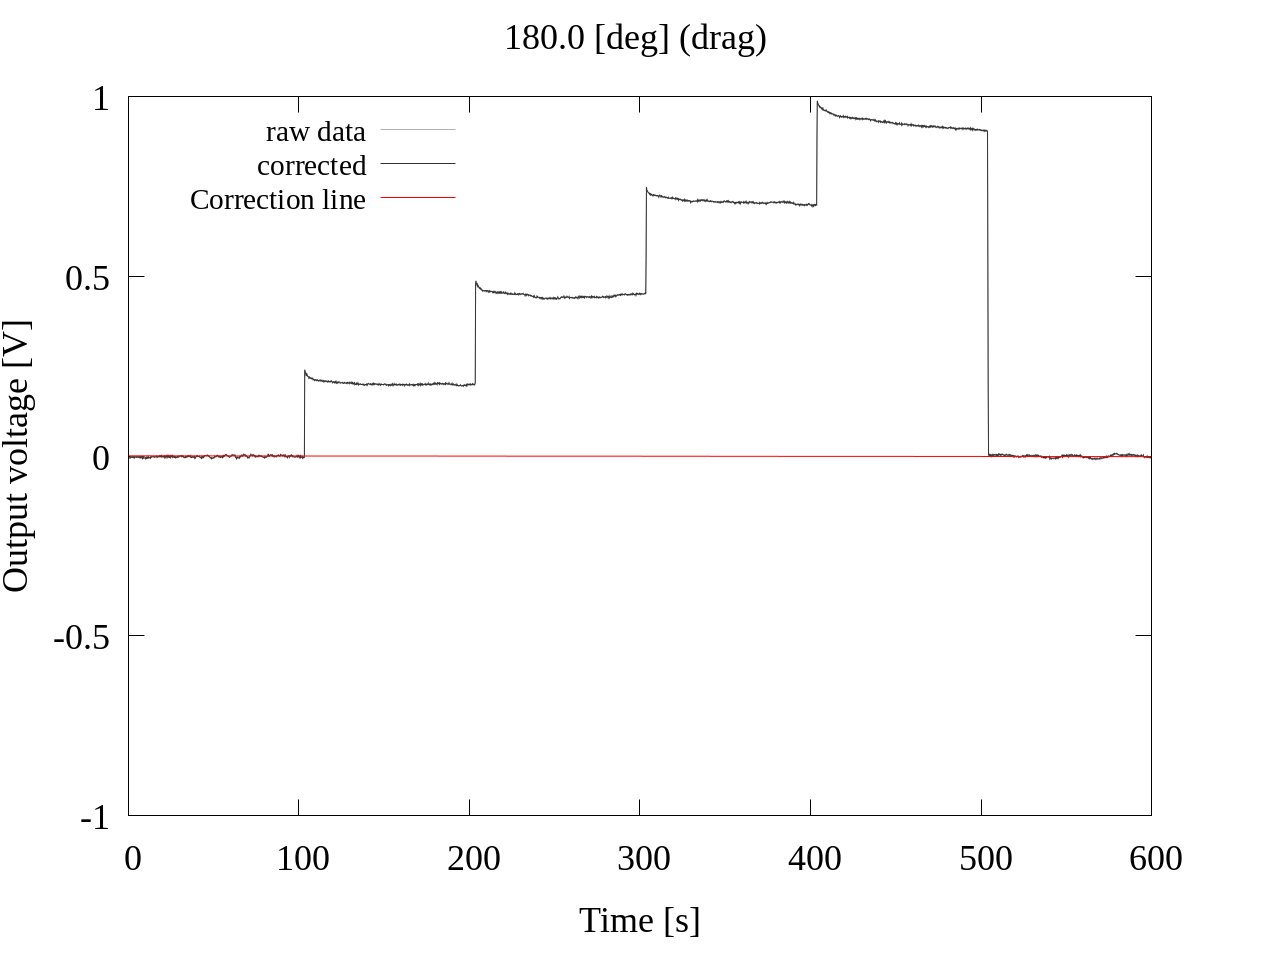 180.0 [deg] (drag)
raw data
corrected
Correction line
1
0.5
0
-0.5
-1
Output voltage [V]
0 100 200 300 400 500 600
Time [s]